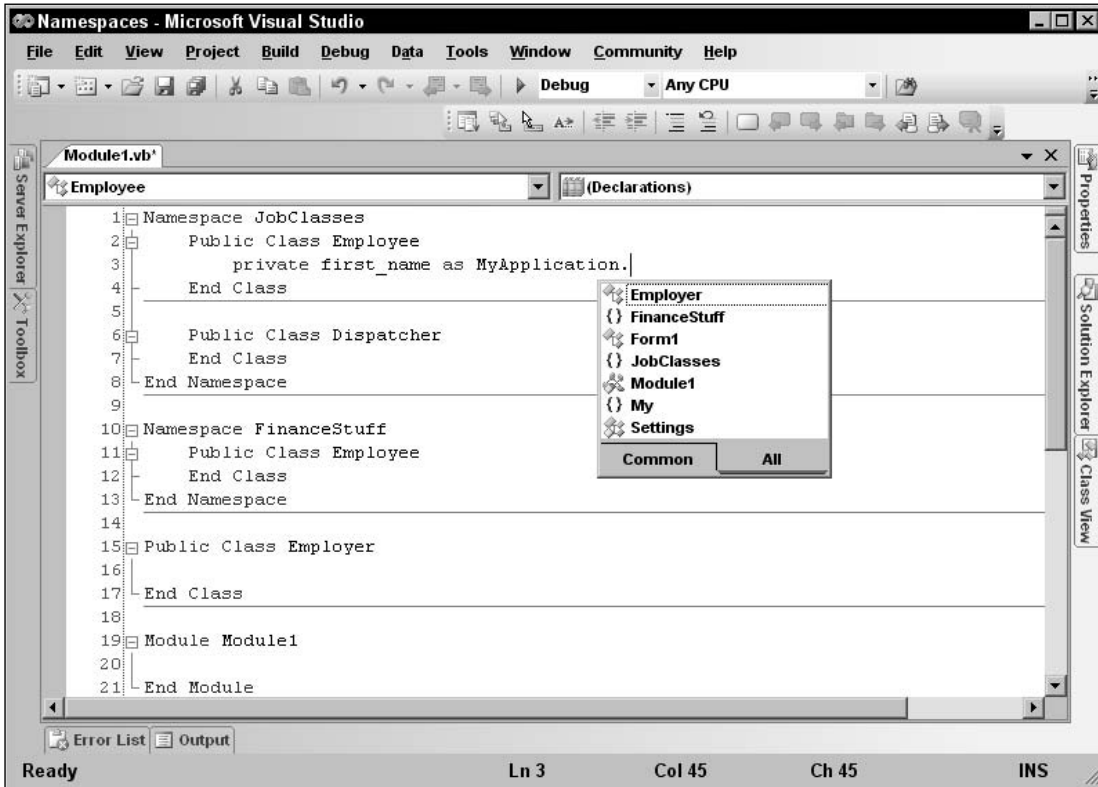 Namespaces - Microsoft Visual Studio
File Edit View Project Build Debug Data Tools Window Community Help
Debug Any CPU
Module1.vb*
Employee (Declarations)
1 Namespace JobClasses
2 Public Class Employee
3 private first_name as MyApplication.
4 End Class
5
6 Public Class Dispatcher
7 End Class
8 End Namespace
9
10 Namespace FinanceStuff
11 Public Class Employee
12 End Class
13 End Namespace
14
15 Public Class Employer
16
17 End Class
18
19 Module Module1
20
21 End Module
Employer
{} FinanceStuff
Form1
{} JobClasses
Module1
{} My
Settings
Common All
Server Explorer
Toolbox
Properties
Solution Explorer
Class View
Error List Output
Ready Ln 3 Col 45 Ch 45 INS